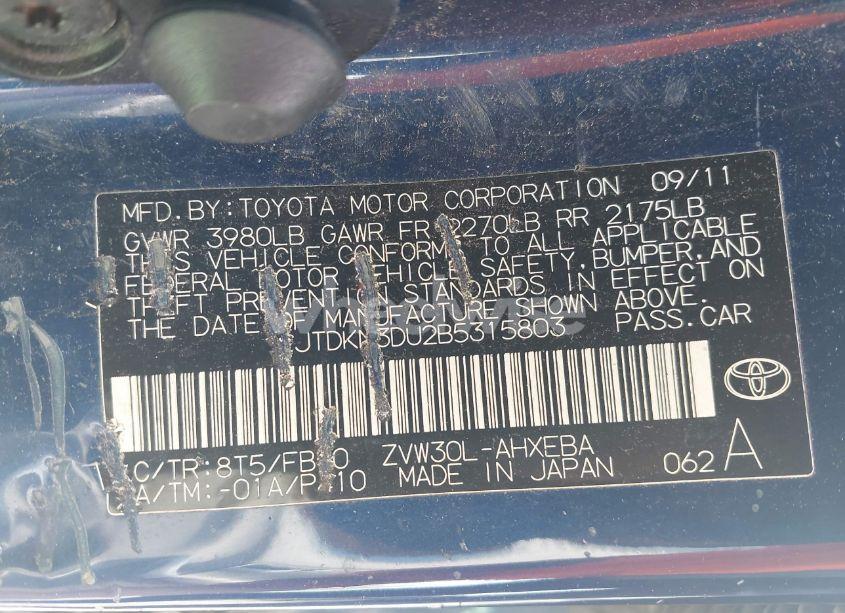 MFD. BY: TOYOTA MOTOR CORPORATION 09/11
GVWR 3980LB GAWR FR 2270LB RR 2175LB
THIS VEHICLE CONFORMS TO ALL APPLICABLE
FEDERAL MOTOR VEHICLE SAFETY, BUMPER, AND
THEFT PREVENTION STANDARDS IN EFFECT ON
THE DATE OF MANUFACTURE SHOWN ABOVE.
JTDKN3DU2B5315803 PASS. CAR
C/TR: 8T5/FB10 ZVW30L-AHXEBA
A/TM: -01A/P410 MADE IN JAPAN 062 A